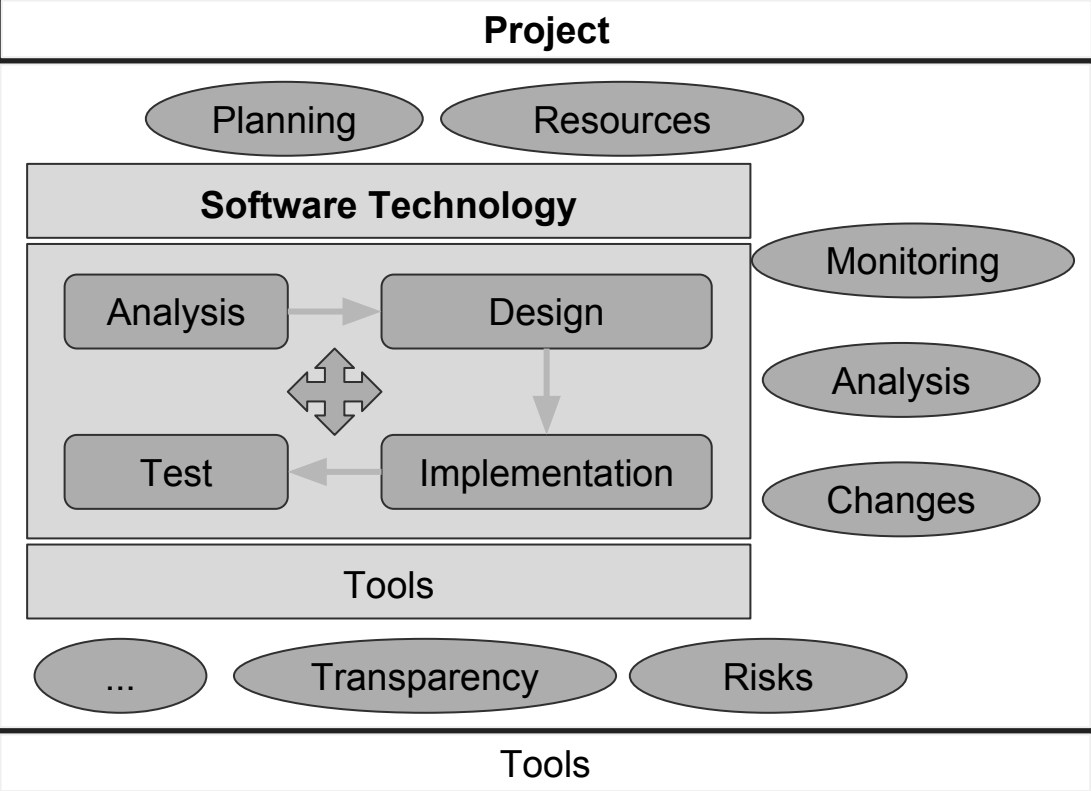 Project
Planning
Resources
Software Technology
Monitoring
Analysis
Design
Analysis
Test
Implementation
Changes
Tools
...
Transparency
Risks
Tools